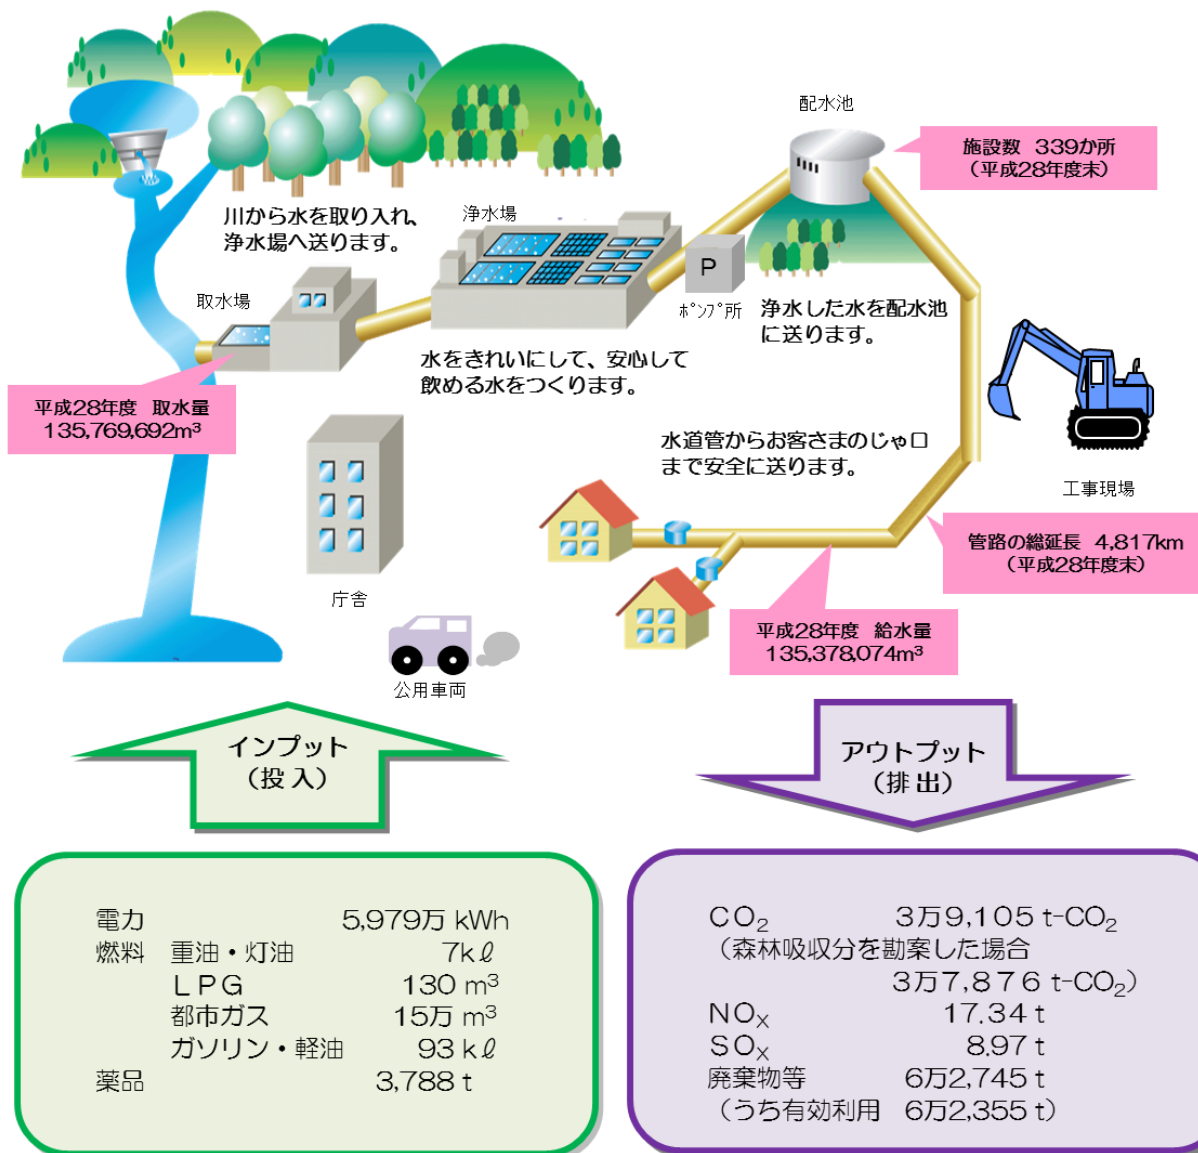 配水池
施設数 339か所
（平成28年度末）
川から水を取り入れ、
浄水場へ送ります。
浄水場
取水場
P
ﾎﾟﾝﾌﾟ所
浄水した水を配水池
に送ります。
水をきれいにして、安心して
飲める水をつくります。
平成28年度 取水量
135,769,692m³
水道管からお客さまのじゃ口
まで安全に送ります。
工事現場
管路の総延長 4,817km
（平成28年度末）
庁舎
平成28年度 給水量
135,378,074m³
公用車両
インプット
（投入）
アウトプット
（排出）
電力 5,979万 kWh
燃料 重油・灯油 7kℓ
LPG 130 m³
都市ガス 15万 m³
ガソリン・軽油 93 kℓ
薬品 3,788 t
CO₂ 3万9,105 t-CO₂
（森林吸収分を勘案した場合
3万7,876 t-CO₂）
NOx 17.34 t
SOx 8.97 t
廃棄物等 6万2,745 t
（うち有効利用 6万2,355 t）